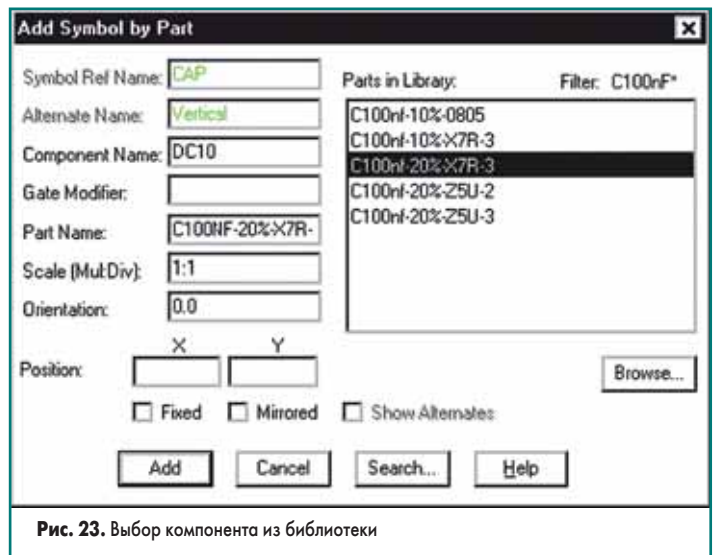 Add Symbol by Part
Symbol Ref Name: CAP
Alternate Name: Vertical
Component Name: DC10
Gate Modifier:
Part Name: C100NF-20%-X7R-
Scale (Mul:Div): 1:1
Orientation: 0.0
Parts in Library: Filter: C100nF*
C100nf-10%-0805
C100nf-10%-X7R-3
C100nf-20%-X7R-3
C100nf-20%-Z5U-2
C100nf-20%-Z5U-3
X Y
Position:
Browse...
Fixed Mirrored Show Alternates
Add Cancel Search... Help
Рис. 23. Выбор компонента из библиотеки